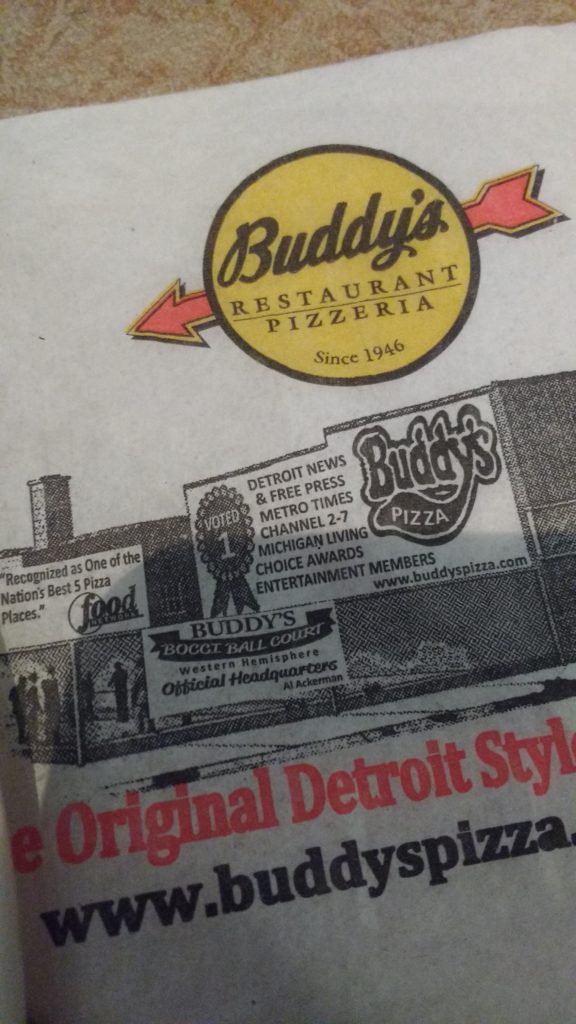 Buddy's
RESTAURANT
PIZZERIA
Since 1946
VOTED
1
DETROIT NEWS
& FREE PRESS
METRO TIMES
CHANNEL 2-7
MICHIGAN LIVING
CHOICE AWARDS
ENTERTAINMENT MEMBERS
Buddy's
PIZZA
www.buddyspizza.com
"Recognized as One of the
Nation's Best 5 Pizza
Places."
food
NETWORK
BUDDY'S
BOCCI BALL COURT
Western Hemisphere
Official Headquarters
Al Ackerman
e Original Detroit Style
www.buddyspizza.